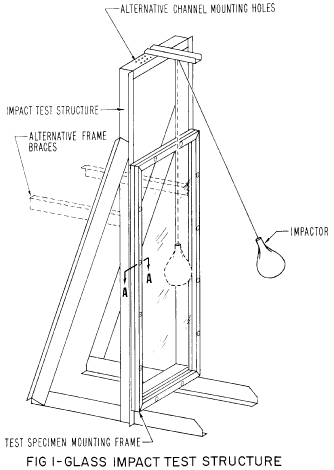 ALTERNATIVE CHANNEL MOUNTING HOLES
IMPACT TEST STRUCTURE
ALTERNATIVE FRAME
BRACES
IMPACTOR
A A
TEST SPECIMEN MOUNTING FRAME
FIG 1-GLASS IMPACT TEST STRUCTURE